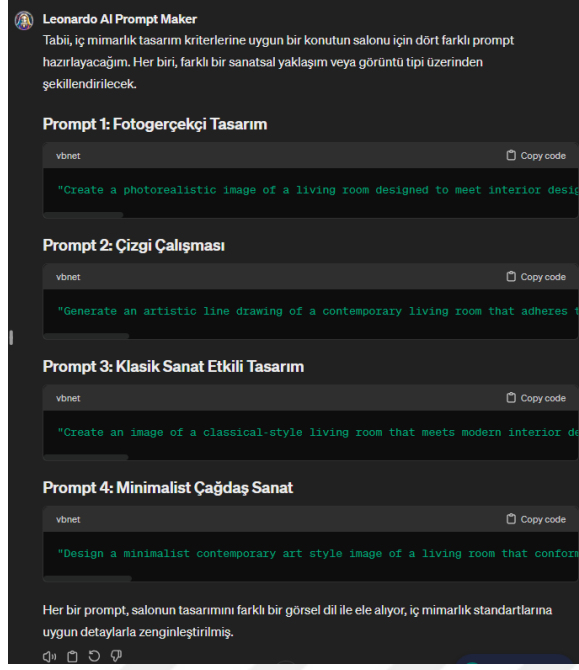 Leonardo AI Prompt Maker
Tabii, iç mimarlık tasarım kriterlerine uygun bir konutun salonu için dört farklı prompt
hazırlayacağım. Her biri, farklı bir sanatsal yaklaşım veya görüntü tipi üzerinden
şekillendirilecek.
Prompt 1: Fotogerçekçi Tasarım
vbnet Copy code
"Create a photorealistic image of a living room designed to meet interior desig
Prompt 2: Çizgi Çalışması
vbnet Copy code
"Generate an artistic line drawing of a contemporary living room that adheres t
Prompt 3: Klasik Sanat Etkili Tasarım
vbnet Copy code
"Create an image of a classical-style living room that meets modern interior de
Prompt 4: Minimalist Çağdaş Sanat
vbnet Copy code
"Design a minimalist contemporary art style image of a living room that conform
Her bir prompt, salonun tasarımını farklı bir görsel dil ile ele alıyor, iç mimarlık standartlarına
uygun detaylarla zenginleştirilmiş.